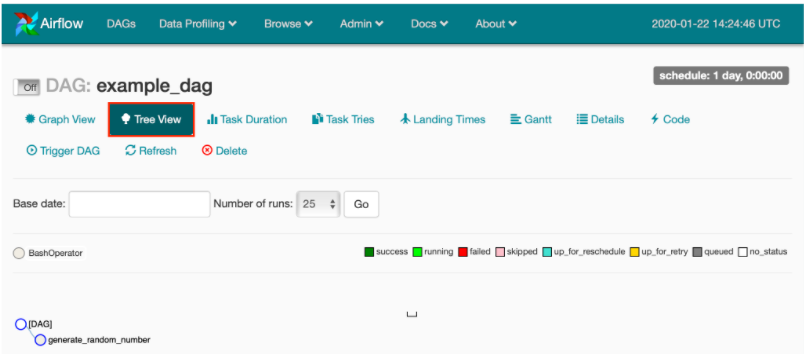 Airflow DAGs Data Profiling Browse Admin Docs About 2020-01-22 14:24:46 UTC
schedule: 1 day, 0:00:00
Off DAG: example_dag
Graph View Tree View Task Duration Task Tries Landing Times Gantt Details Code
Trigger DAG Refresh Delete
Base date: Number of runs: 25 Go
BashOperator success running failed skipped up_for_reschedule up_for_retry queued no_status
[DAG]
generate_random_number